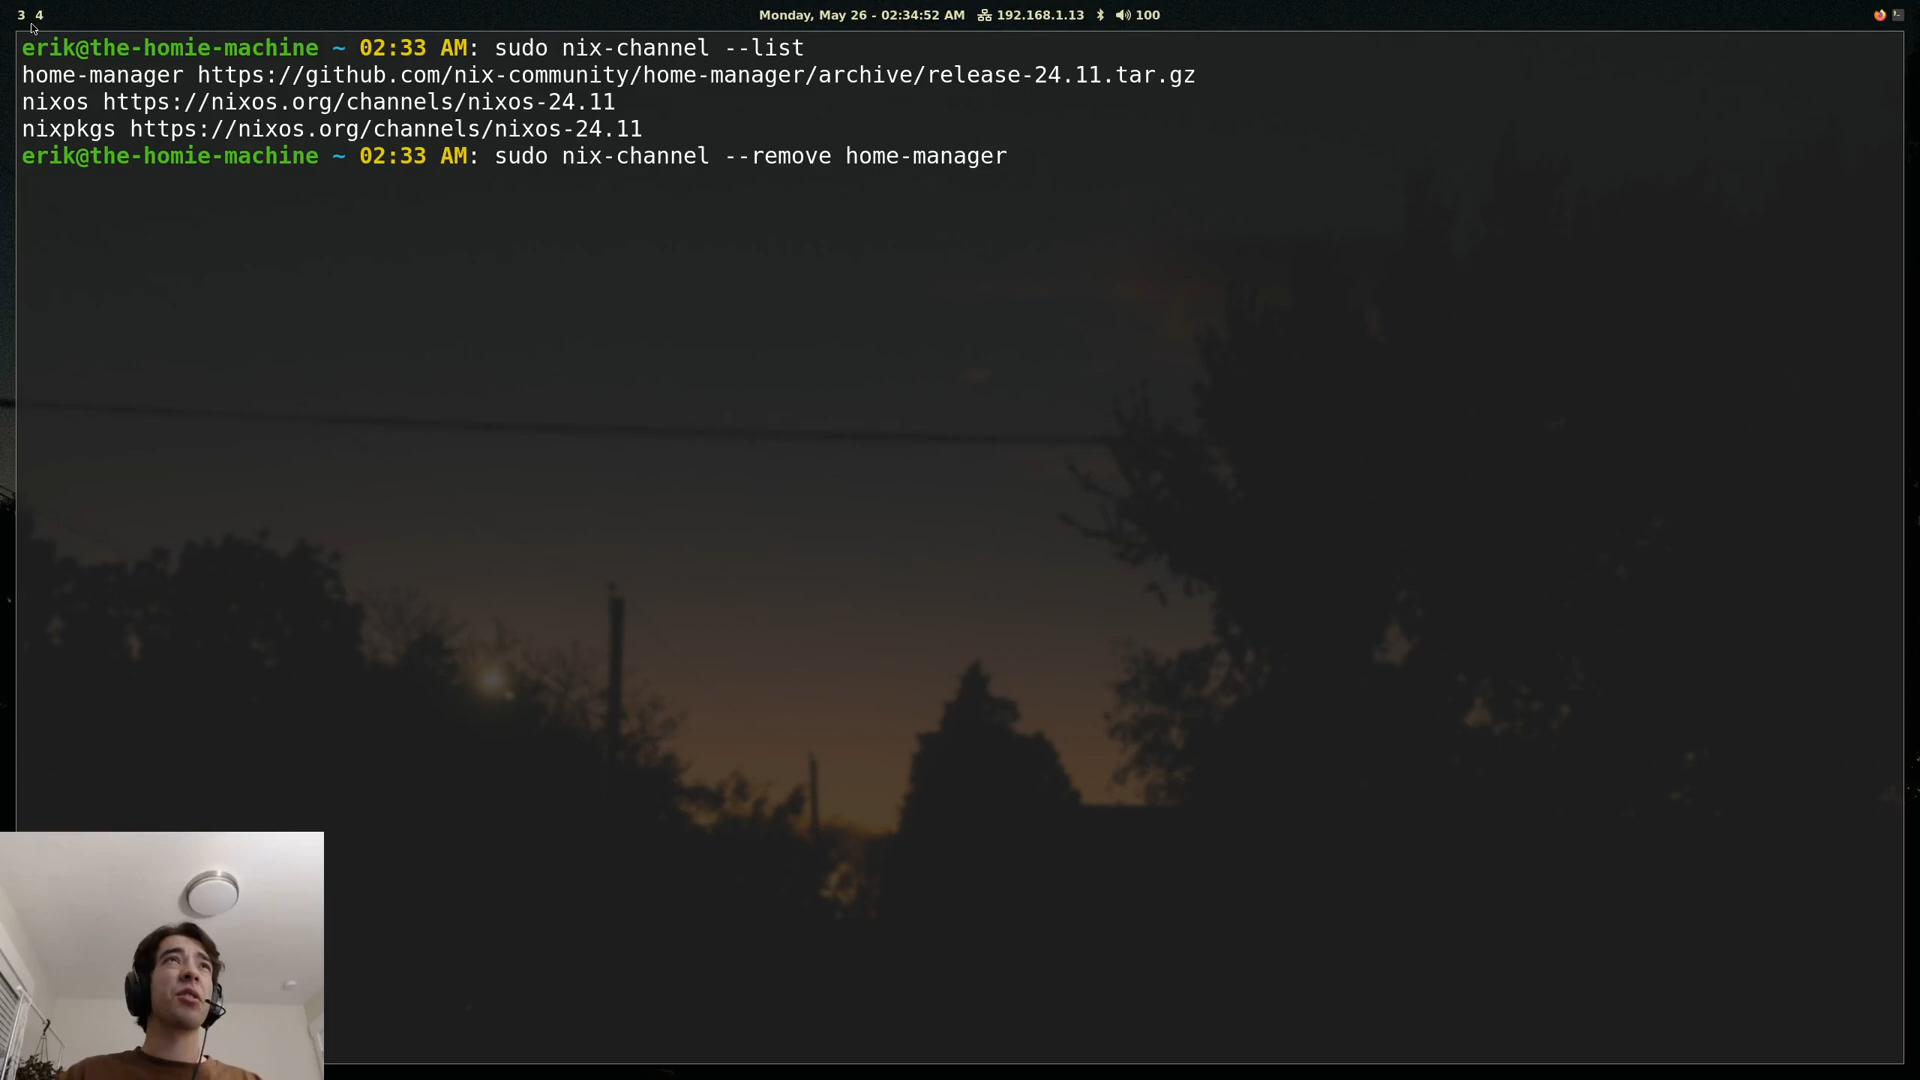 3 4 Monday, May 26 - 02:34:52 AM 192.168.1.13 100
erik@the-homie-machine ~ 02:33 AM: sudo nix-channel --list
home-manager https://github.com/nix-community/home-manager/archive/release-24.11.tar.gz
nixos https://nixos.org/channels/nixos-24.11
nixpkgs https://nixos.org/channels/nixos-24.11
erik@the-homie-machine ~ 02:33 AM: sudo nix-channel --remove home-manager